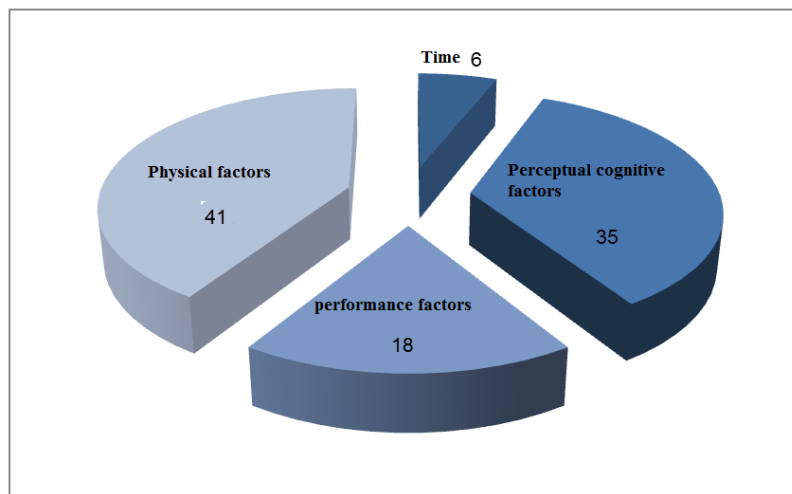 Time 6
Perceptual cognitive
factors
35
Physical factors
41
performance factors
18